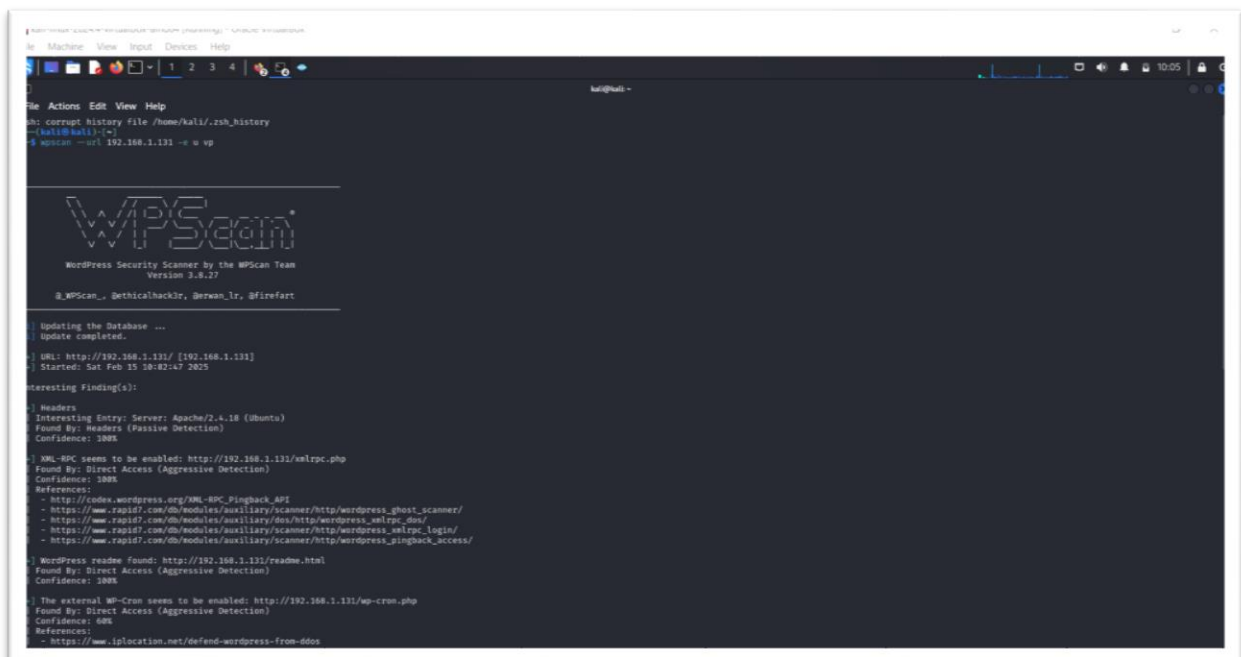 Machine View Input Devices Help
1 2 3 4
10:05
kali@kali: ~
File Actions Edit View Help
sh: corrupt history file /home/kali/.zsh_history
(kali㉿kali)-[~]
$ wpscan --url 192.168.1.131 -e u vp
WPScan ®
WordPress Security Scanner by the WPScan Team
Version 3.8.27
@_WPScan_, @ethicalhack3r, @erwan_lr, @firefart
] Updating the Database ...
] Update completed.
+] URL: http://192.168.1.131/ [192.168.1.131]
+] Started: Sat Feb 15 10:02:47 2025
nteresting Finding(s):
+] Headers
| Interesting Entry: Server: Apache/2.4.18 (Ubuntu)
| Found By: Headers (Passive Detection)
| Confidence: 100%
+] XML-RPC seems to be enabled: http://192.168.1.131/xmlrpc.php
| Found By: Direct Access (Aggressive Detection)
| Confidence: 100%
| References:
| - http://codex.wordpress.org/XML-RPC_Pingback_API
| - https://www.rapid7.com/db/modules/auxiliary/scanner/http/wordpress_ghost_scanner/
| - https://www.rapid7.com/db/modules/auxiliary/dos/http/wordpress_xmlrpc_dos/
| - https://www.rapid7.com/db/modules/auxiliary/scanner/http/wordpress_xmlrpc_login/
| - https://www.rapid7.com/db/modules/auxiliary/scanner/http/wordpress_pingback_access/
+] WordPress readme found: http://192.168.1.131/readme.html
| Found By: Direct Access (Aggressive Detection)
| Confidence: 100%
+] The external WP-Cron seems to be enabled: http://192.168.1.131/wp-cron.php
| Found By: Direct Access (Aggressive Detection)
| Confidence: 60%
| References:
| - https://www.iplocation.net/defend-wordpress-from-ddos